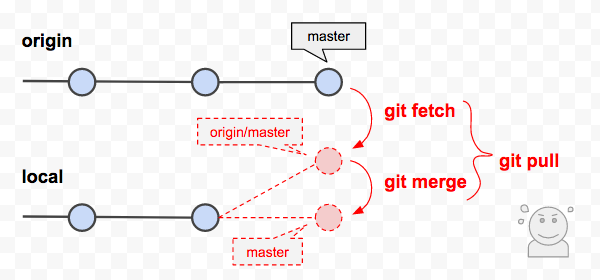 origin
master
git fetch
origin/master
git pull
local
git merge
master